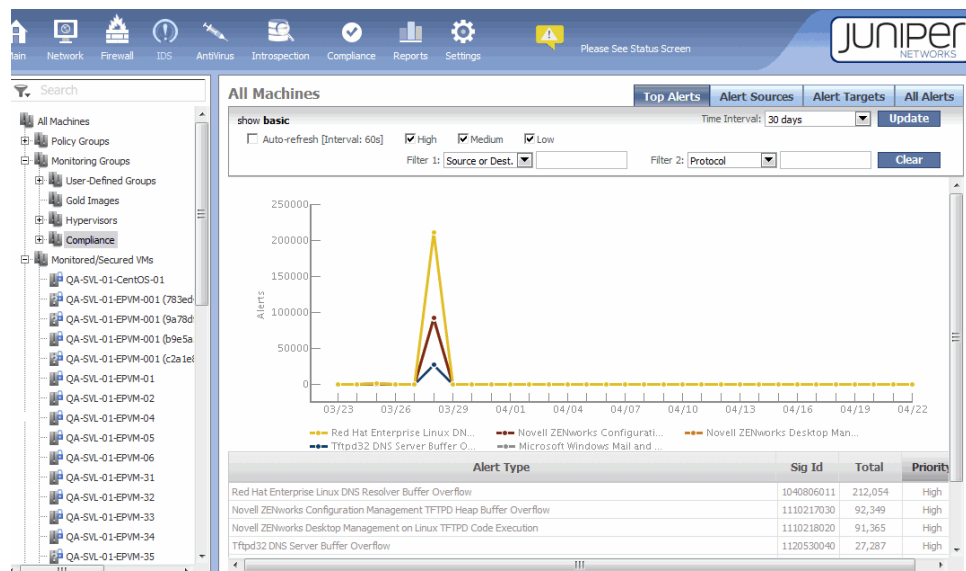 Main Network Firewall IDS AntiVirus Introspection Compliance Reports Settings
Please See Status Screen
JUNIPER
NETWORKS
Search
All Machines
Policy Groups
Monitoring Groups
User-Defined Groups
Gold Images
Hypervisors
Compliance
Monitored/Secured VMs
QA-SVL-01-CentOS-01
QA-SVL-01-EPVM-001 (783ed
QA-SVL-01-EPVM-001 (9a78d
QA-SVL-01-EPVM-001 (b9e5a
QA-SVL-01-EPVM-001 (c2a1e8
QA-SVL-01-EPVM-01
QA-SVL-01-EPVM-02
QA-SVL-01-EPVM-04
QA-SVL-01-EPVM-05
QA-SVL-01-EPVM-06
QA-SVL-01-EPVM-31
QA-SVL-01-EPVM-32
QA-SVL-01-EPVM-33
QA-SVL-01-EPVM-34
QA-SVL-01-EPVM-35
All Machines
Top Alerts Alert Sources Alert Targets All Alerts
show basic
Time Interval: 30 days Update
Auto-refresh [Interval: 60s] High Medium Low
Filter 1: Source or Dest. Filter 2: Protocol Clear
Alerts
250000
200000
150000
100000
50000
0
03/23 03/26 03/29 04/01 04/04 04/07 04/10 04/13 04/16 04/19 04/22
Red Hat Enterprise Linux DN... Novell ZENworks Configurati... Novell ZENworks Desktop Man...
Tftpd32 DNS Server Buffer O... Microsoft Windows Mail and ...
Alert Type Sig Id Total Priority
Red Hat Enterprise Linux DNS Resolver Buffer Overflow 1040806011 212,054 High
Novell ZENworks Configuration Management TFTPD Heap Buffer Overflow 1110217030 92,349 High
Novell ZENworks Desktop Management on Linux TFTPD Code Execution 1110218020 91,365 High
Tftpd32 DNS Server Buffer Overflow 1120530040 27,287 High